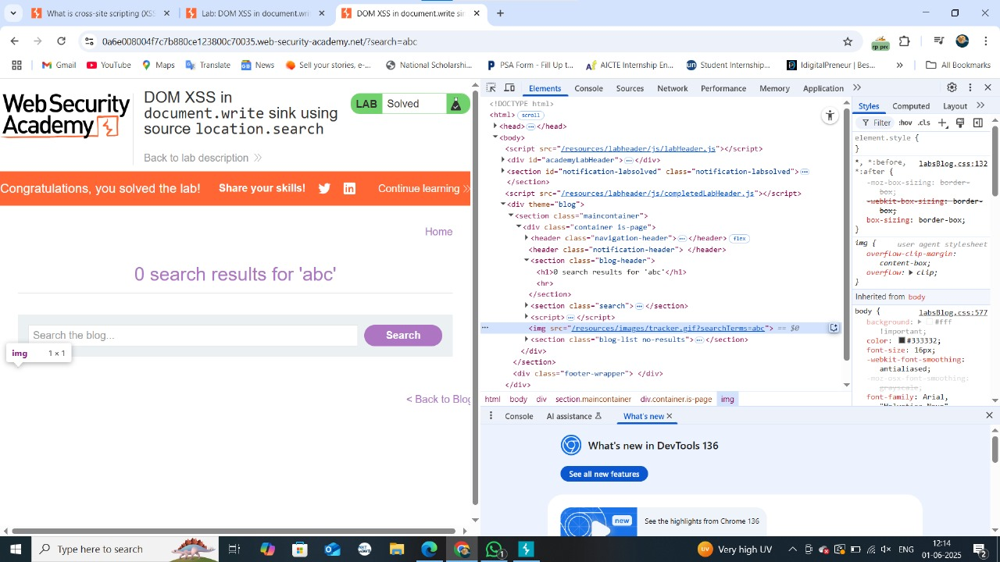 What is cross-site scripting (XSS
Lab: DOM XSS in document.writ
DOM XSS in document.write sin
0a6e008004f7c7b880ce123800c70035.web-security-academy.net/?search=abc
rp prc
Gmail
YouTube
Maps
Translate
News
Sell your stories, e-...
National Scholarshi...
PSA Form - Fill Up t...
AICTE Internship En...
Student Internship...
IdigitalPreneur | Bes...
All Bookmarks
WebSecurity
Academy
DOM XSS in
document.write sink using
source location.search
LAB Solved
Back to lab description
Congratulations, you solved the lab!
Share your skills!
Continue learning
Home
0 search results for 'abc'
Search the blog...
Search
img 1 × 1
< Back to Blog
Elements
Console
Sources
Network
Performance
Memory
Application
<!DOCTYPE html>
<html> scroll
<head> </head>
<body>
<script src="/resources/labheader/js/labHeader.js"></script>
<div id="academyLabHeader"> </div>
<section id="notification-labsolved" class="notification-labsolved">
</section>
<script src="/resources/labheader/js/completedLabHeader.js"></script>
<div theme="blog">
<section class="maincontainer">
<div class="container is-page">
<header class="navigation-header"> </header> flex
<header class="notification-header"> </header>
<section class="blog-header">
<h1>0 search results for 'abc'</h1>
<hr>
</section>
<section class="search"> </section>
<script> </script>
<img src="/resources/images/tracker.gif?searchTerms=abc"> == $0
<section class="blog-list no-results"> </section>
</div>
</section>
<div class="footer-wrapper"> </div>
</div>
html body div section.maincontainer div.container.is-page img
Styles
Computed
Layout
Filter
:hov .cls
element.style {
}
*, *:before, labsBlog.css:132
*:after {
-moz-box-sizing: border-
box;
-webkit-box-sizing: border-
box;
box-sizing: border-box;
}
img { user agent stylesheet
overflow-clip-margin:
content-box;
overflow: clip;
}
Inherited from body
body { labsBlog.css:577
background: #fff
!important;
color: #333332;
font-size: 16px;
-webkit-font-smoothing:
antialiased;
-moz-osx-font-smoothing:
grayscale;
font-family: Arial,
"Helvetica Neue"
Console
AI assistance
What's new
What's new in DevTools 136
See all new features
new
See the highlights from Chrome 136
Type here to search
1
UV
Very high UV
ENG
12:14
01-06-2025
2